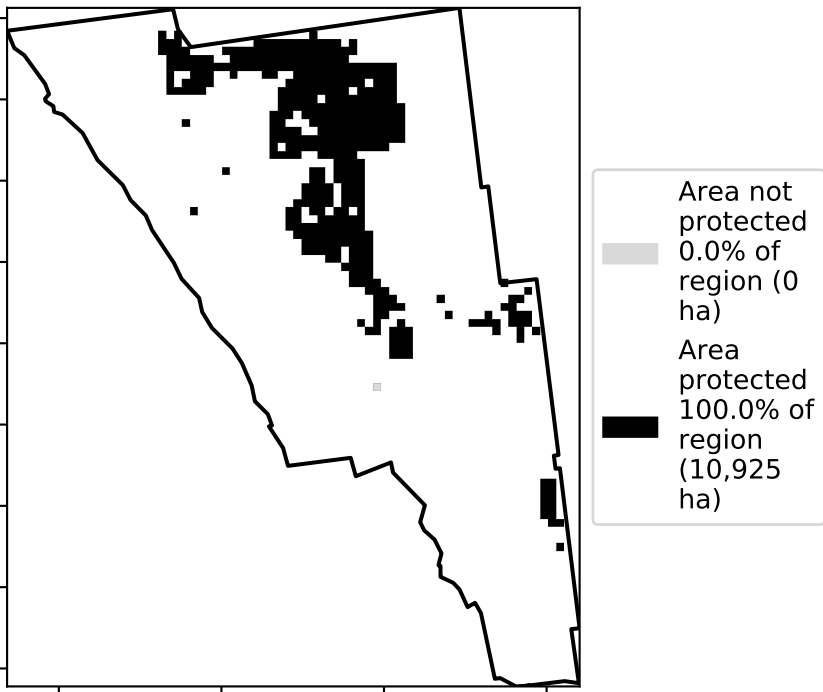 Area not
protected
0.0% of
region (0
ha)
Area
protected
100.0% of
region
(10,925
ha)